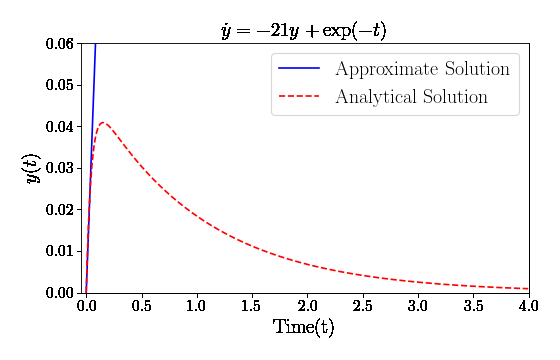 ẏ = −21y + exp(−t)
Approximate Solution
Analytical Solution
y(t)
0.06
0.05
0.04
0.03
0.02
0.01
0.00
0.0 0.5 1.0 1.5 2.0 2.5 3.0 3.5 4.0
Time(t)